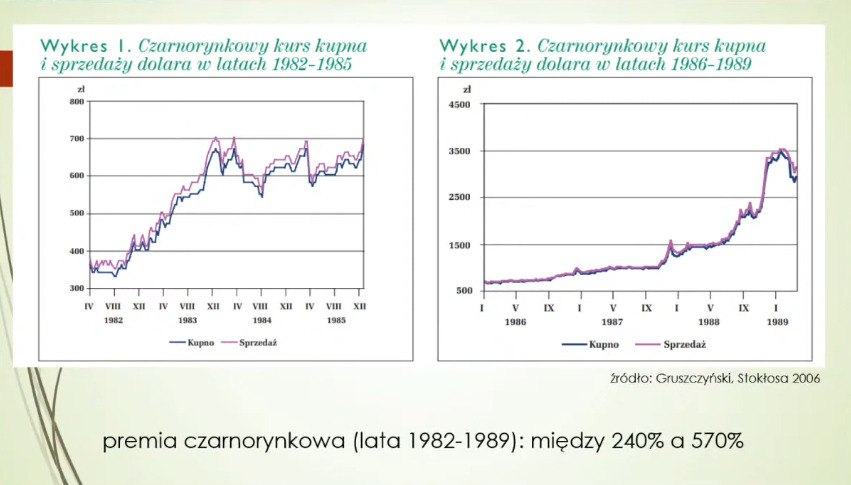 Wykres 1. Czarnorynkowy kurs kupna
i sprzedaży dolara w latach 1982–1985
zł
800
700
600
500
400
300
IV VIII XII IV VIII XII IV VIII XII IV VIII XII
1982 1983 1984 1985
Kupno Sprzedaż
Wykres 2. Czarnorynkowy kurs kupna
i sprzedaży dolara w latach 1986–1989
zł
4500
3500
2500
1500
500
I V IX I V IX I V IX I
1986 1987 1988 1989
Kupno Sprzedaż
źródło: Gruszczyński, Stokłosa 2006
premia czarnorynkowa (lata 1982-1989): między 240% a 570%